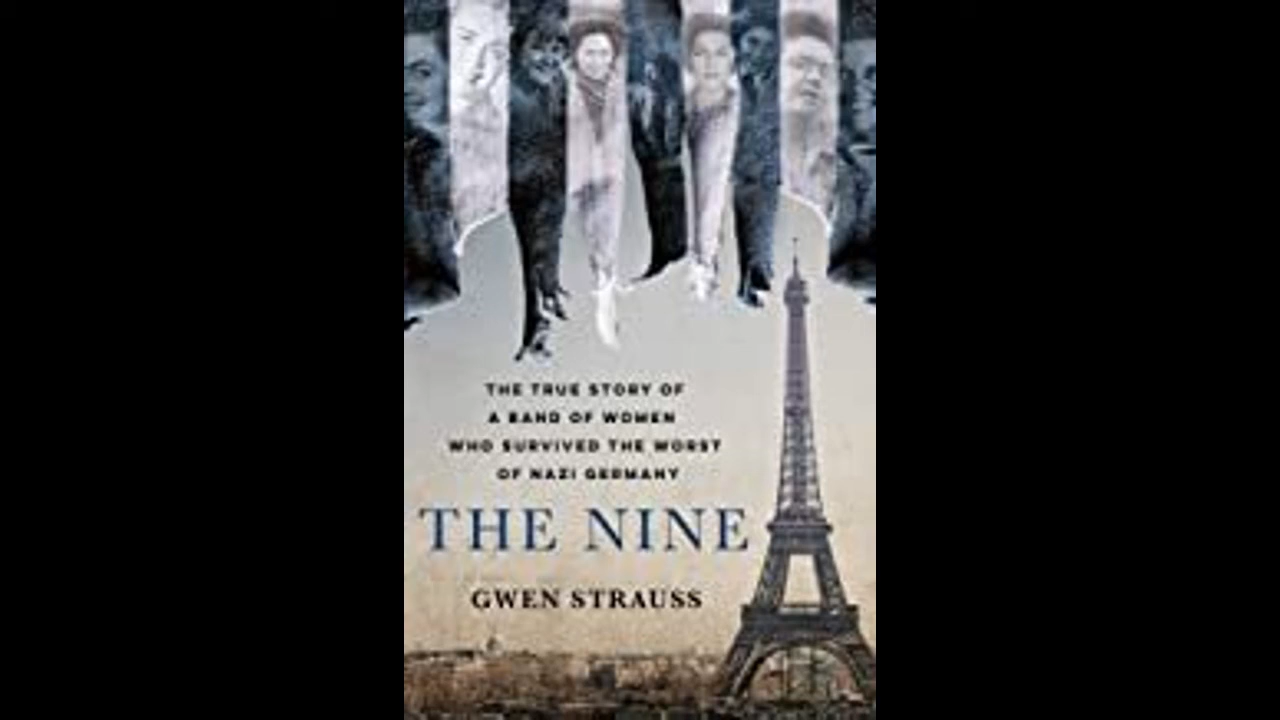 THE TRUE STORY OF
A BAND OF WOMEN
WHO SURVIVED THE WORST
OF NAZI GERMANY
THE NINE
GWEN STRAUSS